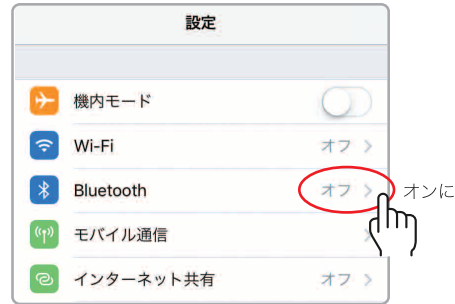 設定
機内モード
Wi-Fi オフ
Bluetooth オフ オンに
モバイル通信
インターネット共有 オフ